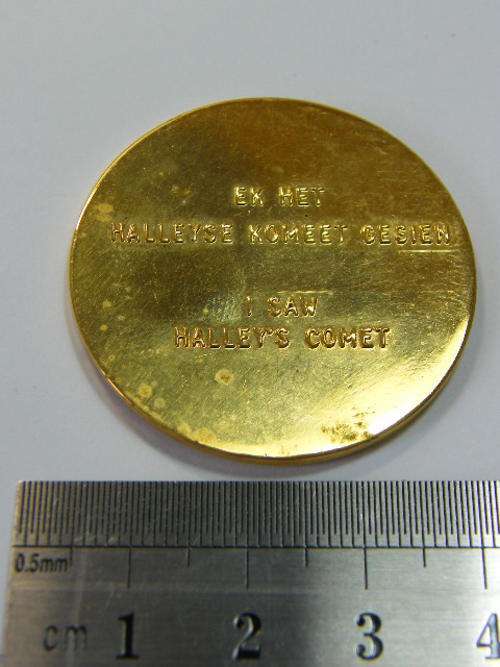 EK HET
HALLEYSE KOMEET GESIEN
I SAW
HALLEY'S COMET
0.5mm
cm 1 2 3 4